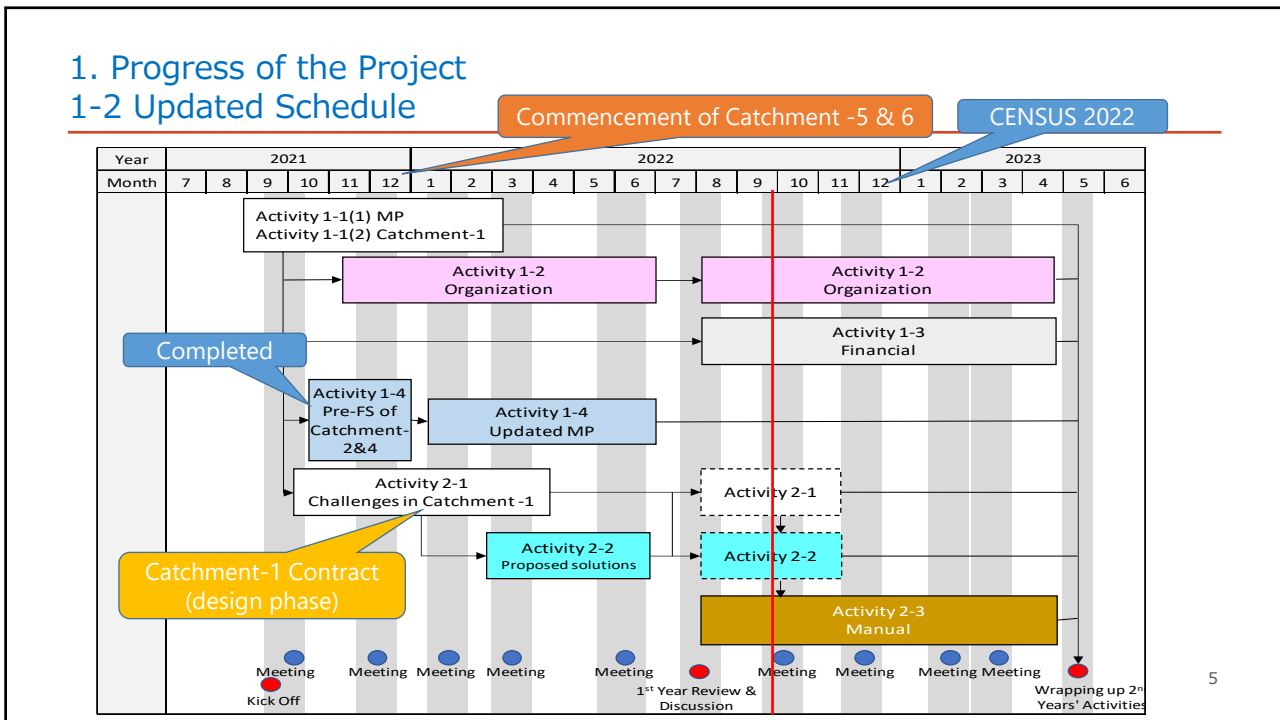 1. Progress of the Project
1-2 Updated Schedule
Commencement of Catchment -5 & 6
CENSUS 2022
Year 2021 2022 2023
Month 7 8 9 10 11 12 1 2 3 4 5 6 7 8 9 10 11 12 1 2 3 4 5 6
Activity 1-1(1) MP
Activity 1-1(2) Catchment-1
Activity 1-2
Organization
Activity 1-2
Organization
Activity 1-3
Financial
Completed
Activity 1-4
Pre-FS of
Catchment-
2&4
Activity 1-4
Updated MP
Activity 2-1
Challenges in Catchment -1
Activity 2-1
Activity 2-2
Proposed solutions
Activity 2-2
Catchment-1 Contract
(design phase)
Activity 2-3
Manual
Meeting Meeting Meeting Meeting Meeting Meeting Meeting Meeting Meeting
Kick Off
1st Year Review &
Discussion
Wrapping up 2n
Years' Activities
5